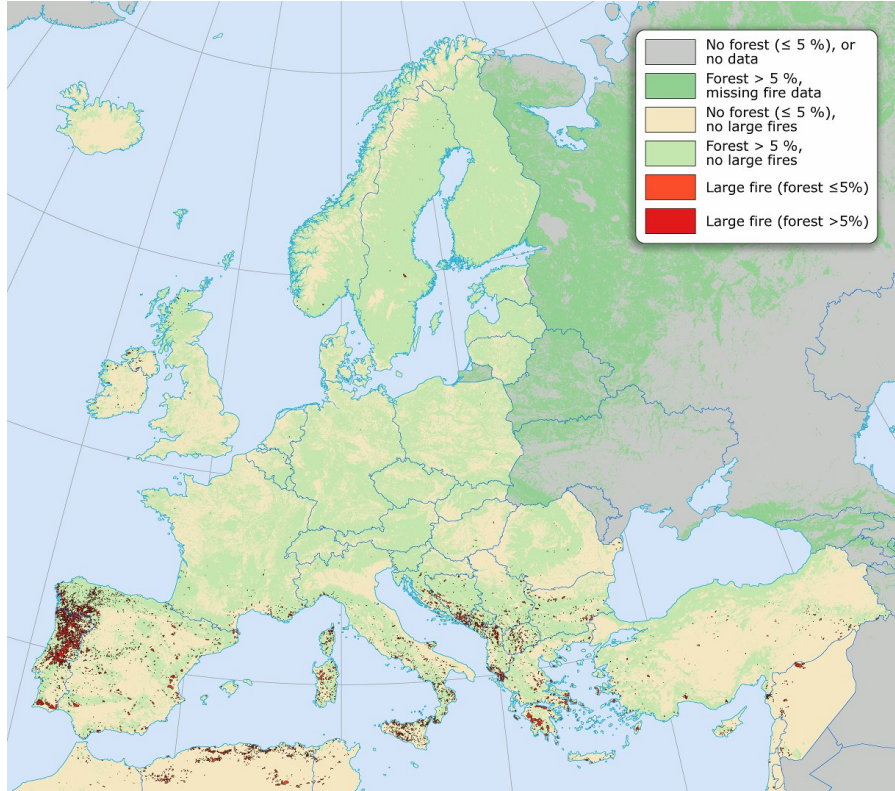 No forest (≤ 5 %), or
no data
Forest > 5 %,
missing fire data
No forest (≤ 5 %),
no large fires
Forest > 5 %,
no large fires
Large fire (forest ≤5%)
Large fire (forest >5%)